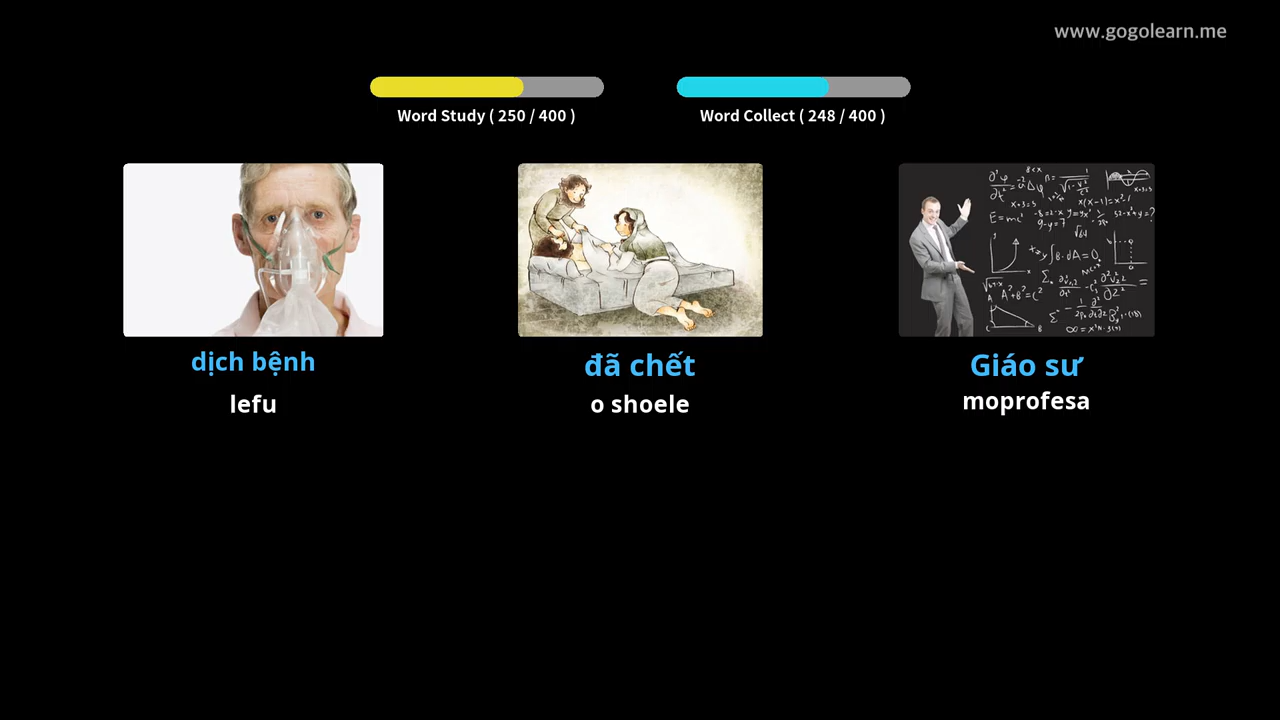 www.gogolearn.me
Word Study ( 250 / 400 )
Word Collect ( 248 / 400 )
dịch bệnh
lefu
đã chết
o shoele
Giáo sư
moprofesa